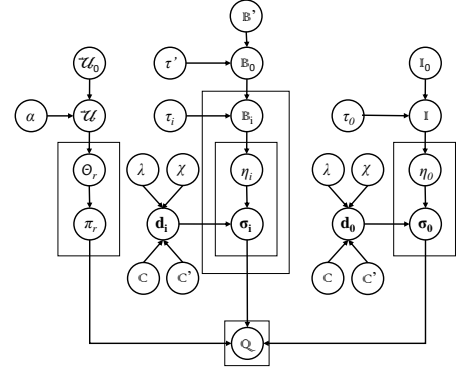 𝔹’
𝒰₀ τ’ 𝔹₀ 𝕀₀
α 𝒰 τᵢ 𝔹ᵢ τ₀ 𝕀
Θᵣ λ χ ηᵢ λ χ η₀
πᵣ dᵢ σᵢ d₀ σ₀
ℂ ℂ’ ℂ ℂ’
ℚ